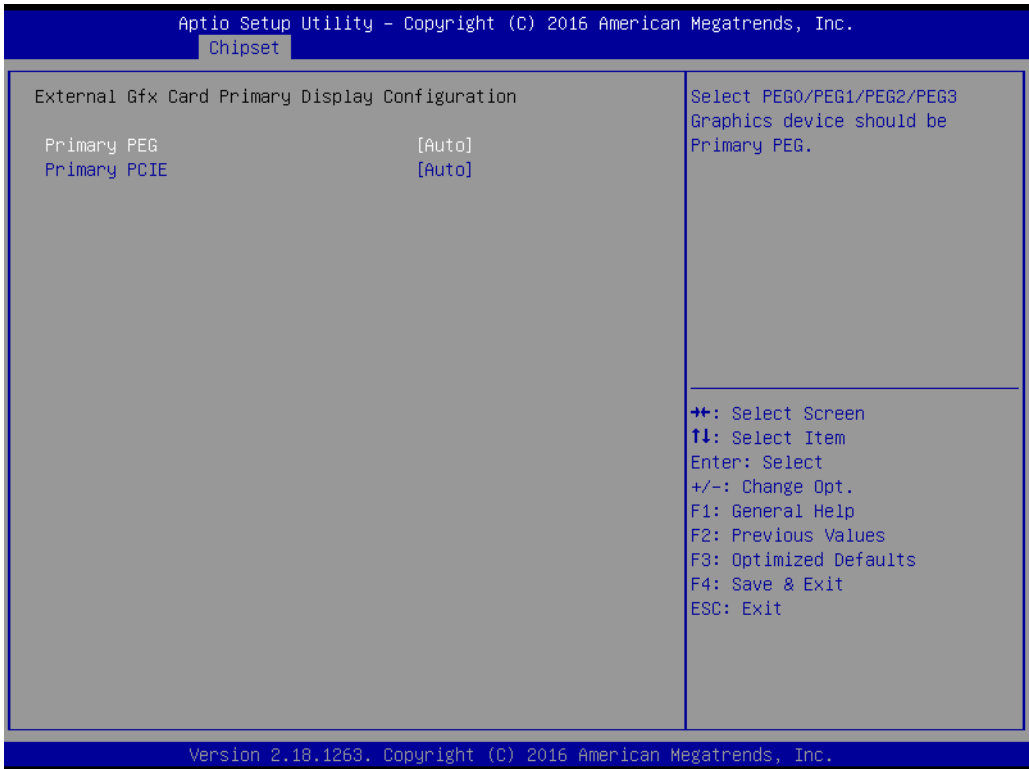 Aptio Setup Utility – Copyright (C) 2016 American Megatrends, Inc.
Chipset
External Gfx Card Primary Display Configuration
Primary PEG [Auto]
Primary PCIE [Auto]
Select PEG0/PEG1/PEG2/PEG3
Graphics device should be
Primary PEG.
→←: Select Screen
↑↓: Select Item
Enter: Select
+/-: Change Opt.
F1: General Help
F2: Previous Values
F3: Optimized Defaults
F4: Save & Exit
ESC: Exit
Version 2.18.1263. Copyright (C) 2016 American Megatrends, Inc.